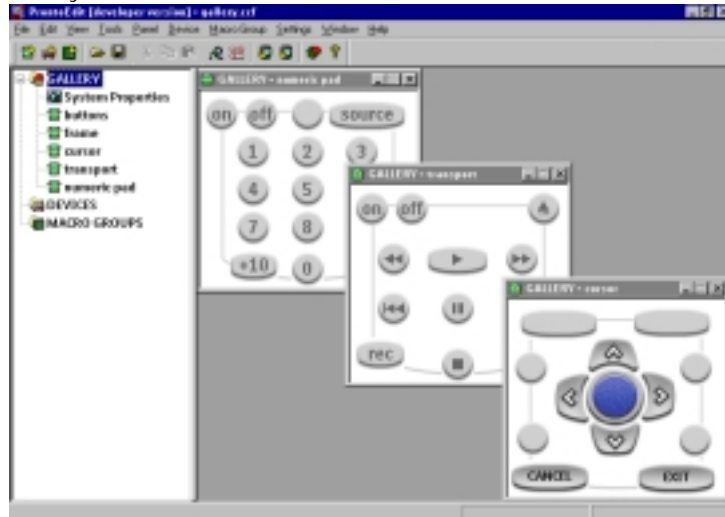 ProntoEdit [developer version] - gallery.ccf
File Edit View Tools Panel Device MacroGroup Settings Window Help
GALLERY
System Properties
buttons
frame
cursor
transport
numeric pad
DEVICES
MACRO GROUPS
GALLERY - numeric pad
on off source
1 2 3
4 5
7 8
+10 0
GALLERY - transport
on off
rec
GALLERY - cursor
CANCEL EXIT